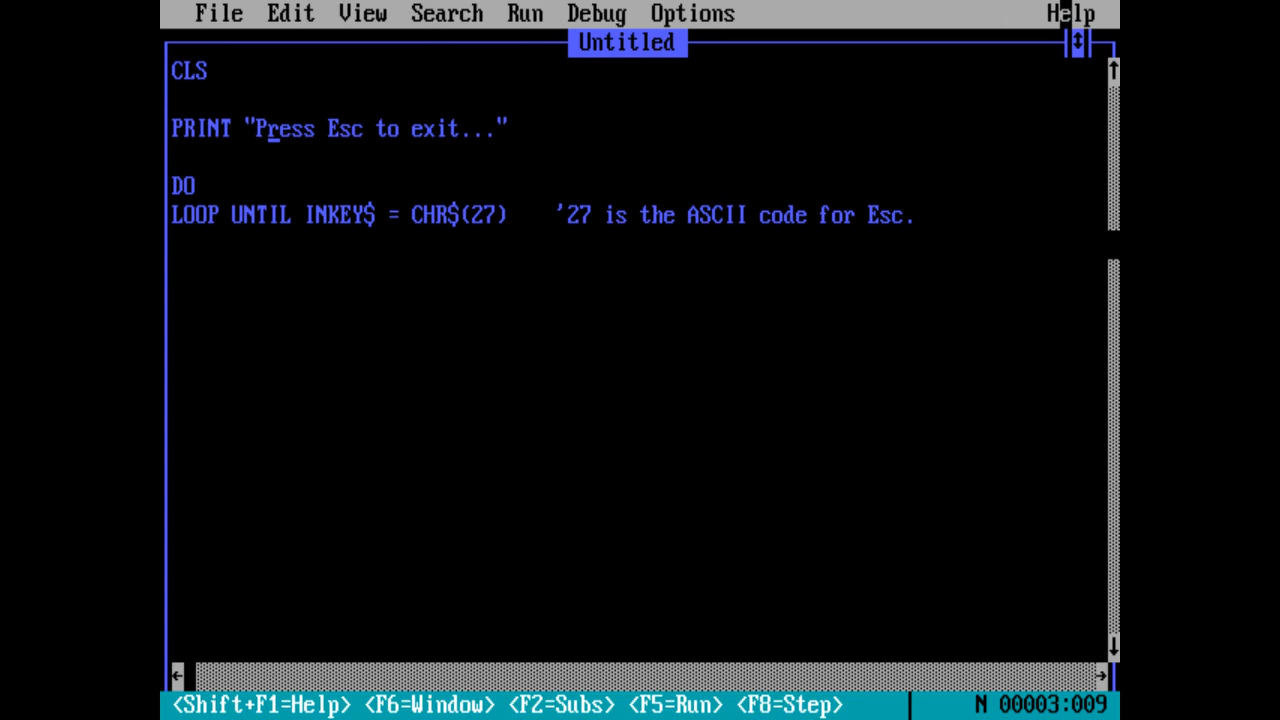 File Edit View Search Run Debug Options Help
Untitled
CLS
PRINT "Press Esc to exit..."
DO
LOOP UNTIL INKEY$ = CHR$(27)    '27 is the ASCII code for Esc.
<Shift+F1=Help> <F6=Window> <F2=Subs> <F5=Run> <F8=Step> N 00003:009